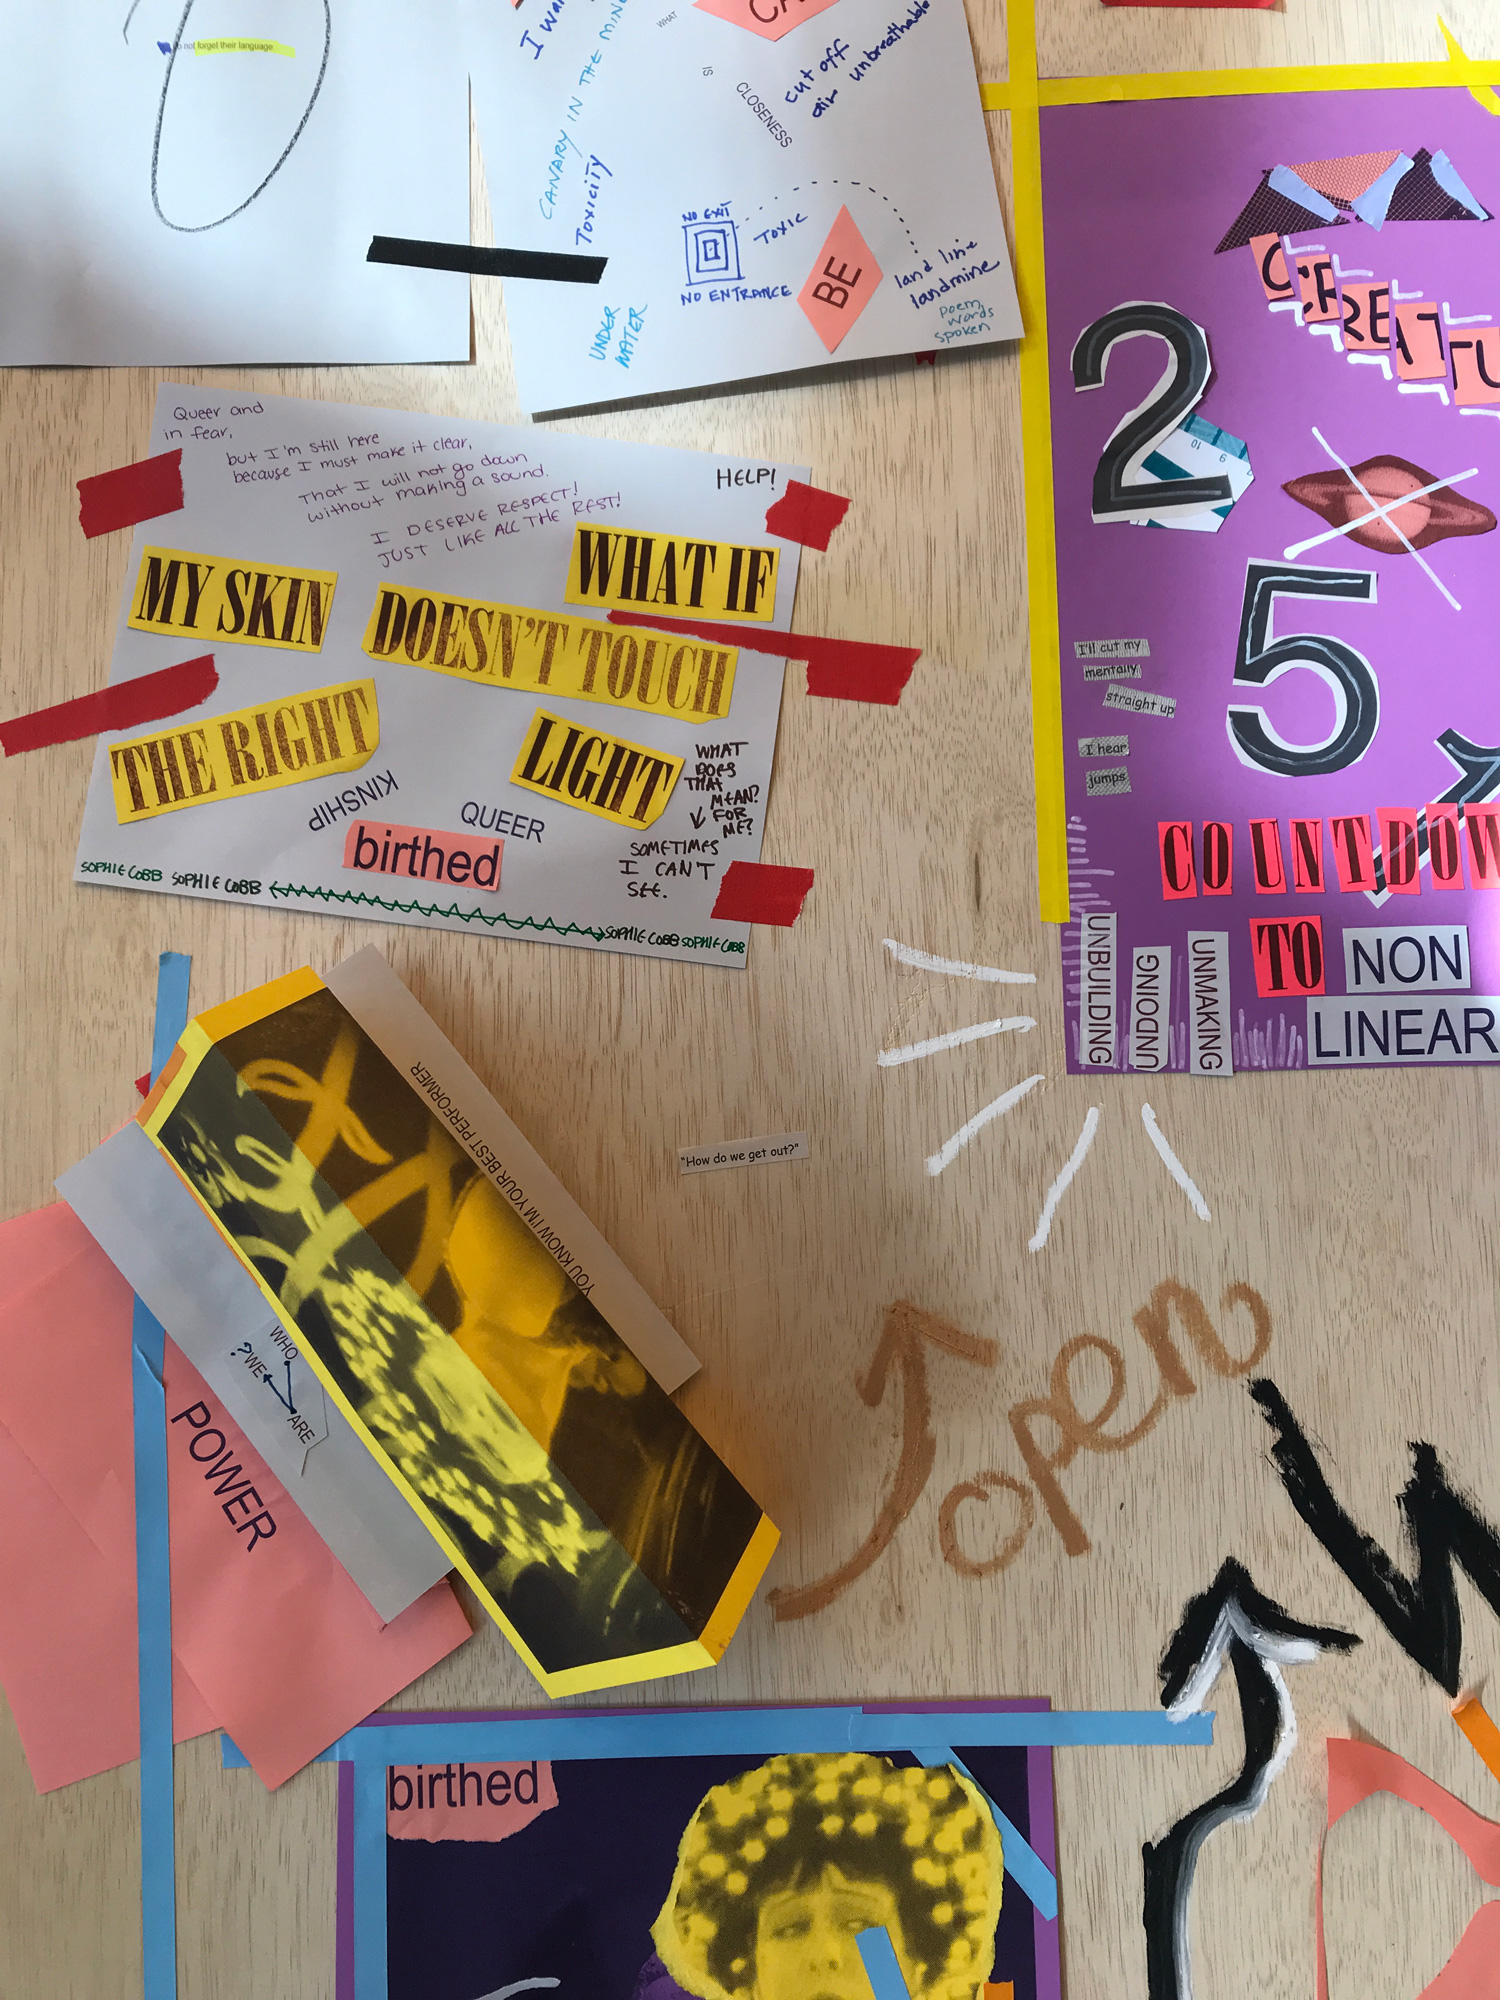 not forget their language
I
CANARY IN THE
Toxicity
WHAT
IS
CLOSENESS
cut off
air unbreathable
NO EXIT
NO ENTRANCE
Toxic
BE
land line
landmine
poem
words
spoken
UNDER
WATER
Queer and
in fear,
but I'm still here
because I must make it clear,
That I will not go down
without making a sound.
I DESERVE RESPECT!
JUST LIKE ALL THE REST!
HELP!
WHAT IF
MY SKIN
DOESN'T TOUCH
THE RIGHT
LIGHT
KINSHIP
QUEER
birthed
WHAT
DOES
THAT
MEAN?
FOR
ME?
SOMETIMES
I CAN'T
SEE.
SOPHIE COBB SOPHIE COBB
SOPHIE COBB SOPHIE COBB
CREATU
2
10
9
5
I'll cut my
mentally
straight up
I hear
jumps
COUNTDOW
TO NON
LINEAR
UNBUILDING
UNDOING
UNMAKING
YOU KNOW I'M YOUR BEST PERFORMER
"How do we get out?"
WHO
ARE
WE?
POWER
open
birthed